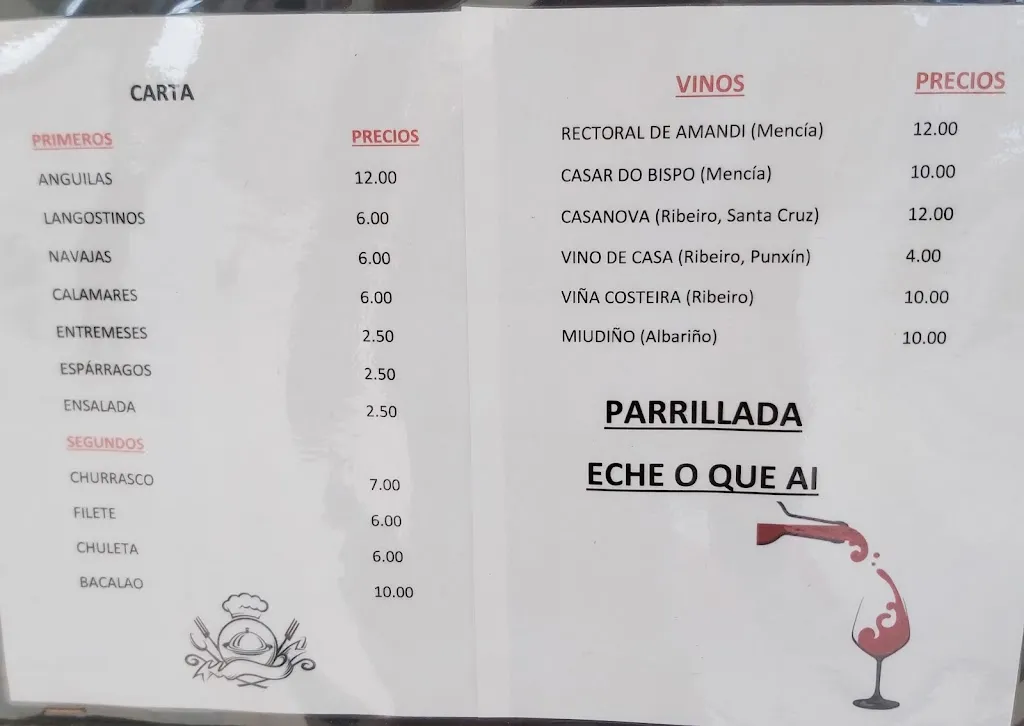 CARTA
PRIMEROS PRECIOS
ANGUILAS 12.00
LANGOSTINOS 6.00
NAVAJAS 6.00
CALAMARES 6.00
ENTREMESES 2.50
ESPÁRRAGOS 2.50
ENSALADA 2.50
SEGUNDOS
CHURRASCO 7.00
FILETE 6.00
CHULETA 6.00
BACALAO 10.00
VINOS PRECIOS
RECTORAL DE AMANDI (Mencía) 12.00
CASAR DO BISPO (Mencía) 10.00
CASANOVA (Ribeiro, Santa Cruz) 12.00
VINO DE CASA (Ribeiro, Punxín) 4.00
VIÑA COSTEIRA (Ribeiro) 10.00
MIUDIÑO (Albariño) 10.00
PARRILLADA
ECHE O QUE AI